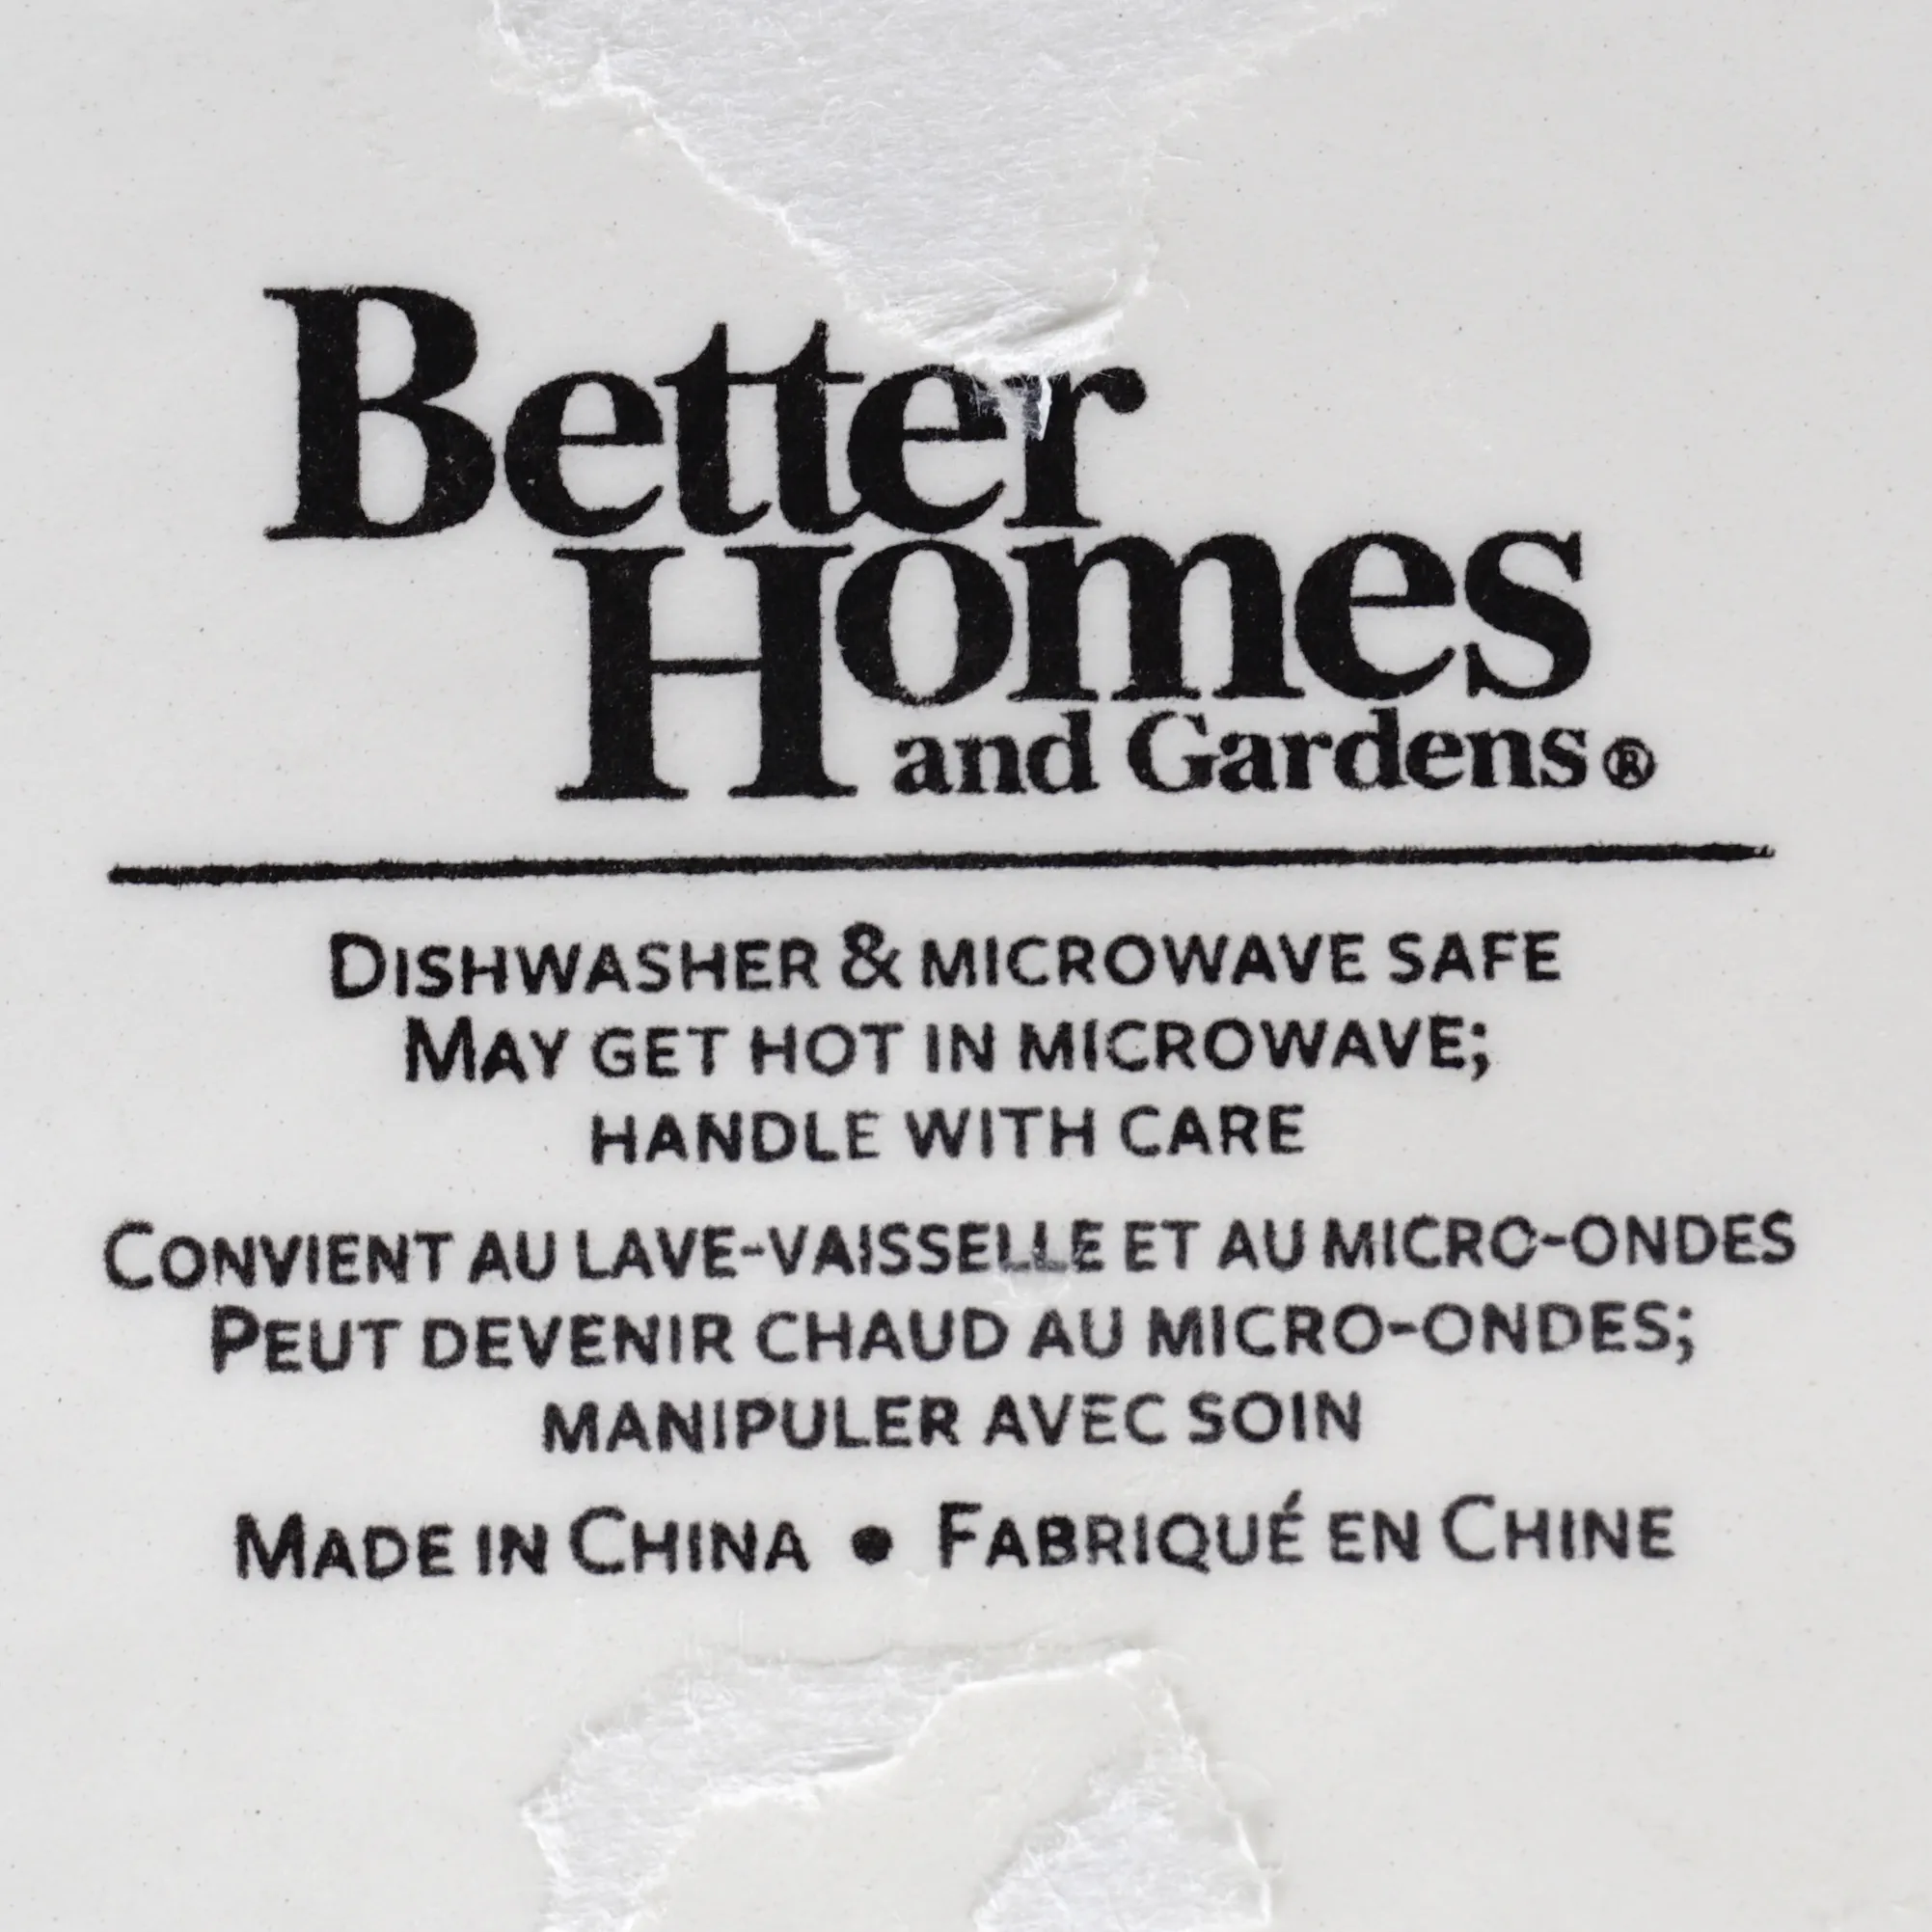 Better
Homes
and Gardens®
DISHWASHER & MICROWAVE SAFE
MAY GET HOT IN MICROWAVE;
HANDLE WITH CARE
CONVIENT AU LAVE-VAISSELLE ET AU MICRO-ONDES
PEUT DEVENIR CHAUD AU MICRO-ONDES;
MANIPULER AVEC SOIN
MADE IN CHINA • FABRIQUÉ EN CHINE